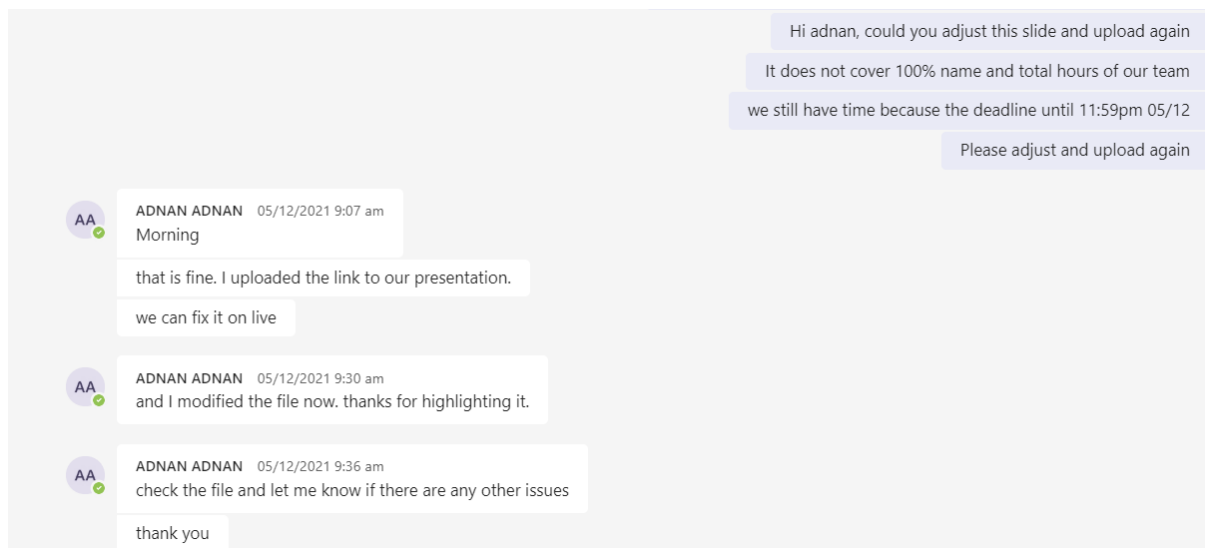 Hi adnan, could you adjust this slide and upload again
It does not cover 100% name and total hours of our team
we still have time because the deadline until 11:59pm 05/12
Please adjust and upload again
AA
ADNAN ADNAN 05/12/2021 9:07 am
Morning
that is fine. I uploaded the link to our presentation.
we can fix it on live
AA
ADNAN ADNAN 05/12/2021 9:30 am
and I modified the file now. thanks for highlighting it.
AA
ADNAN ADNAN 05/12/2021 9:36 am
check the file and let me know if there are any other issues
thank you